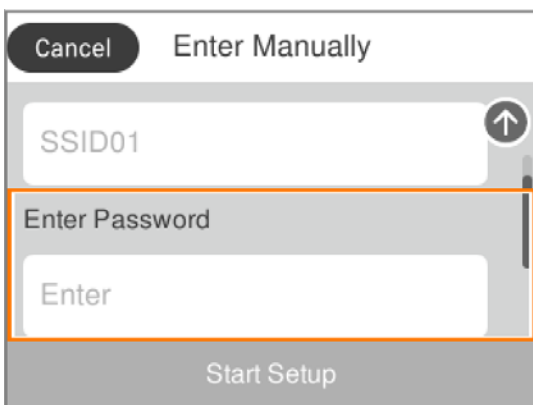 Cancel Enter Manually
SSID01
Enter Password
Enter
Start Setup